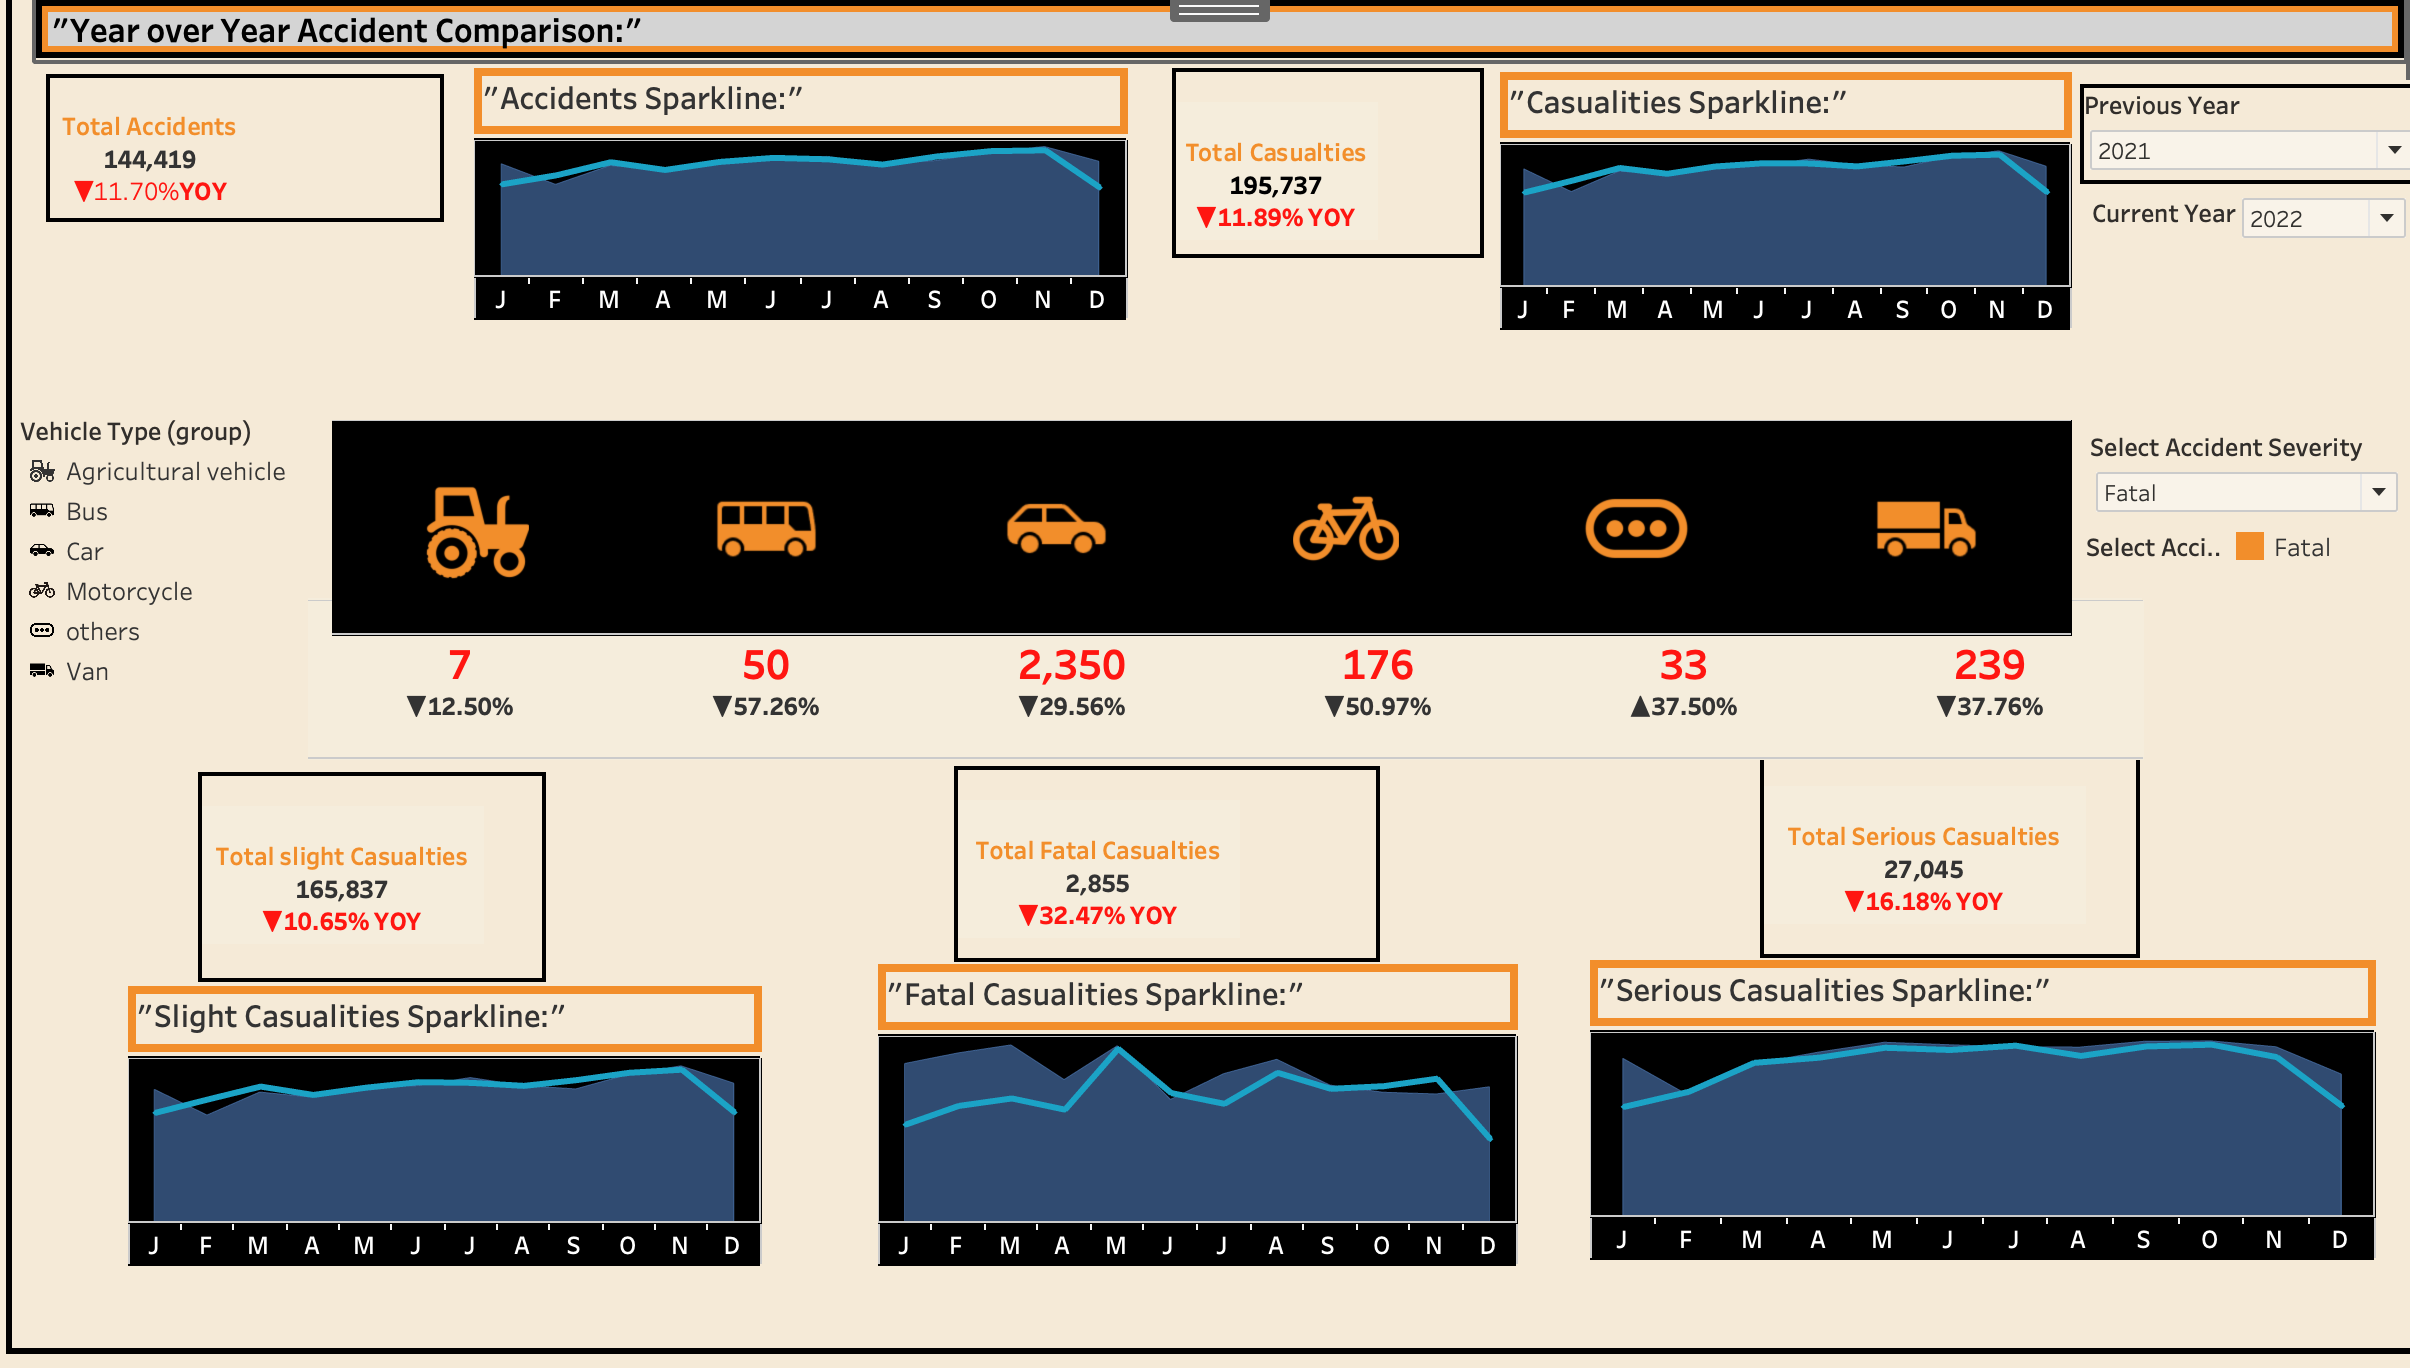 ”Year over Year Accident Comparison:”
Total Accidents
144,419
▼11.70%YOY
”Accidents Sparkline:”
J F M A M J J A S O N D
Total Casualties
195,737
▼11.89% YOY
”Casualities Sparkline:”
J F M A M J J A S O N D
Previous Year
2021
Current Year 2022
Vehicle Type (group)
Agricultural vehicle
Bus
Car
Motorcycle
others
Van
Select Accident Severity
Fatal
Select Acci.. Fatal
7 50 2,350 176 33 239
▼12.50% ▼57.26% ▼29.56% ▼50.97% ▲37.50% ▼37.76%
Total slight Casualties
165,837
▼10.65% YOY
”Slight Casualities Sparkline:”
J F M A M J J A S O N D
Total Fatal Casualties
2,855
▼32.47% YOY
”Fatal Casualities Sparkline:”
J F M A M J J A S O N D
Total Serious Casualties
27,045
▼16.18% YOY
”Serious Casualities Sparkline:”
J F M A M J J A S O N D